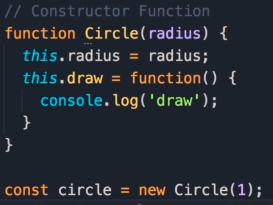 // Constructor Function
function Circle(radius) {
  this.radius = radius;
  this.draw = function() {
    console.log('draw');
  }
}

const circle = new Circle(1);